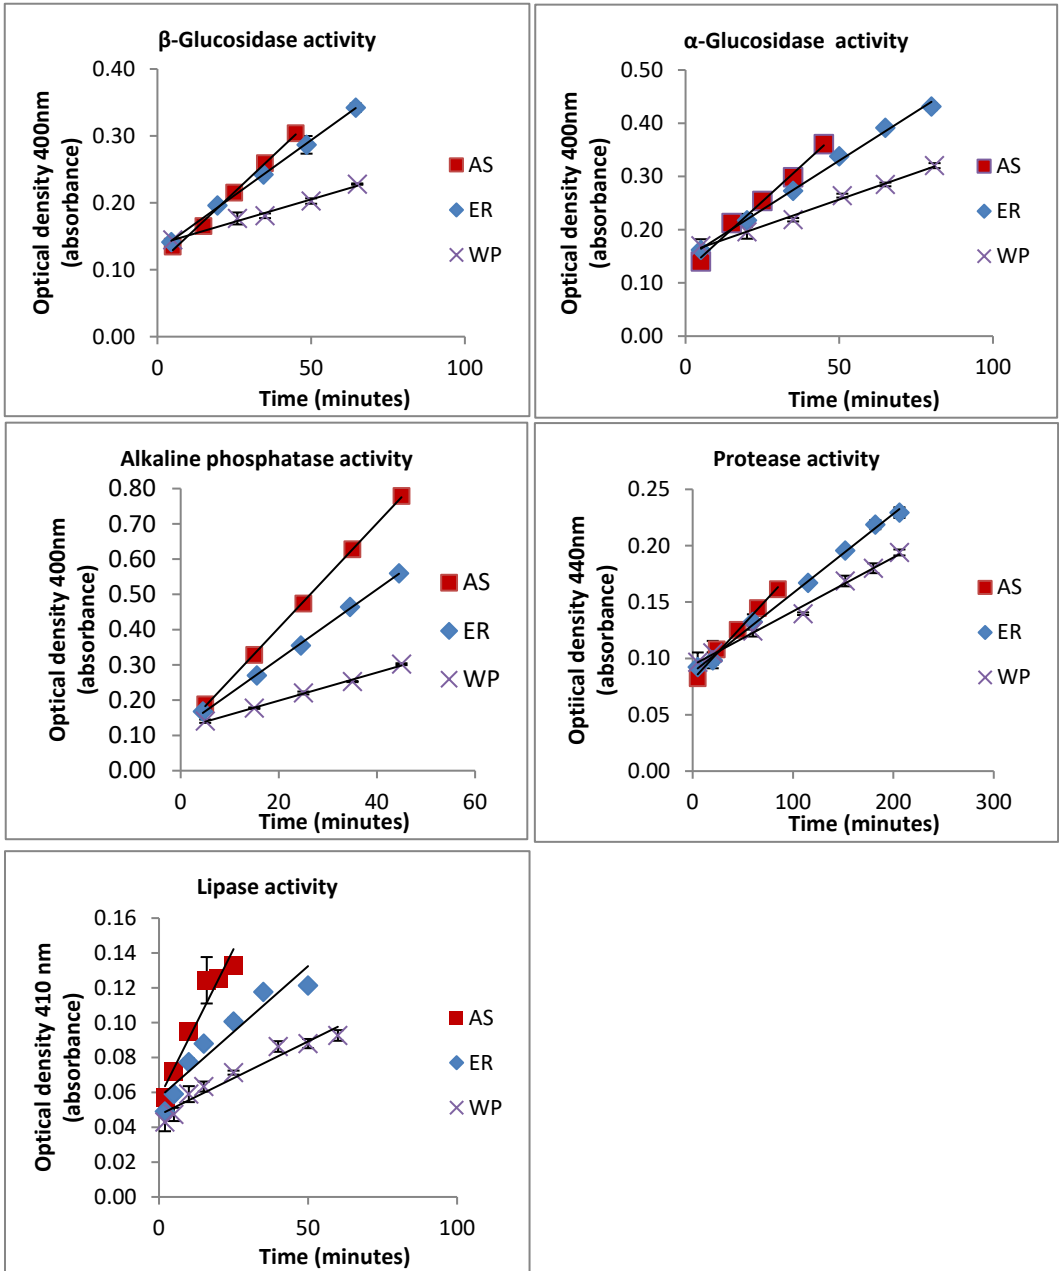 β-Glucosidase activity
Optical density 400nm
(absorbance)
0.40
0.30
0.20
0.10
0.00
0
50
100
Time (minutes)
AS
ER
WP
α-Glucosidase activity
Optical density 400nm
(absorbance)
0.50
0.40
0.30
0.20
0.10
0.00
0
50
100
Time (minutes)
AS
ER
WP
Alkaline phosphatase activity
Optical density 400nm
(absorbance)
0.80
0.70
0.60
0.50
0.40
0.30
0.20
0.10
0.00
0
20
40
60
Time (minutes)
AS
ER
WP
Protease activity
Optiical density 440nm
(absorbance)
0.25
0.20
0.15
0.10
0.05
0.00
0
100
200
300
Time (minutes)
AS
ER
WP
Lipase activity
Optical density 410 nm
(absorbance)
0.16
0.14
0.12
0.10
0.08
0.06
0.04
0.02
0.00
0
50
100
Time (minutes)
AS
ER
WP